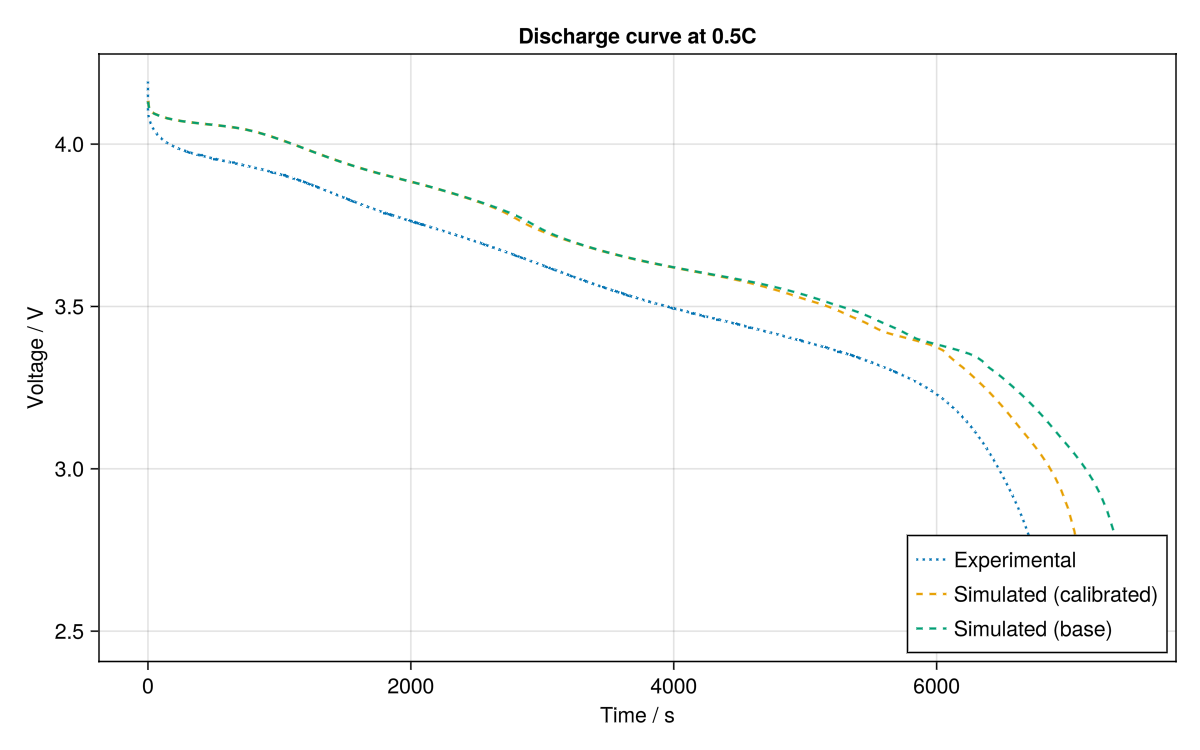 Discharge curve at 0.5C
Voltage / V
4.0
3.5
3.0
2.5
0 2000 4000 6000
Time / s
Experimental
Simulated (calibrated)
Simulated (base)